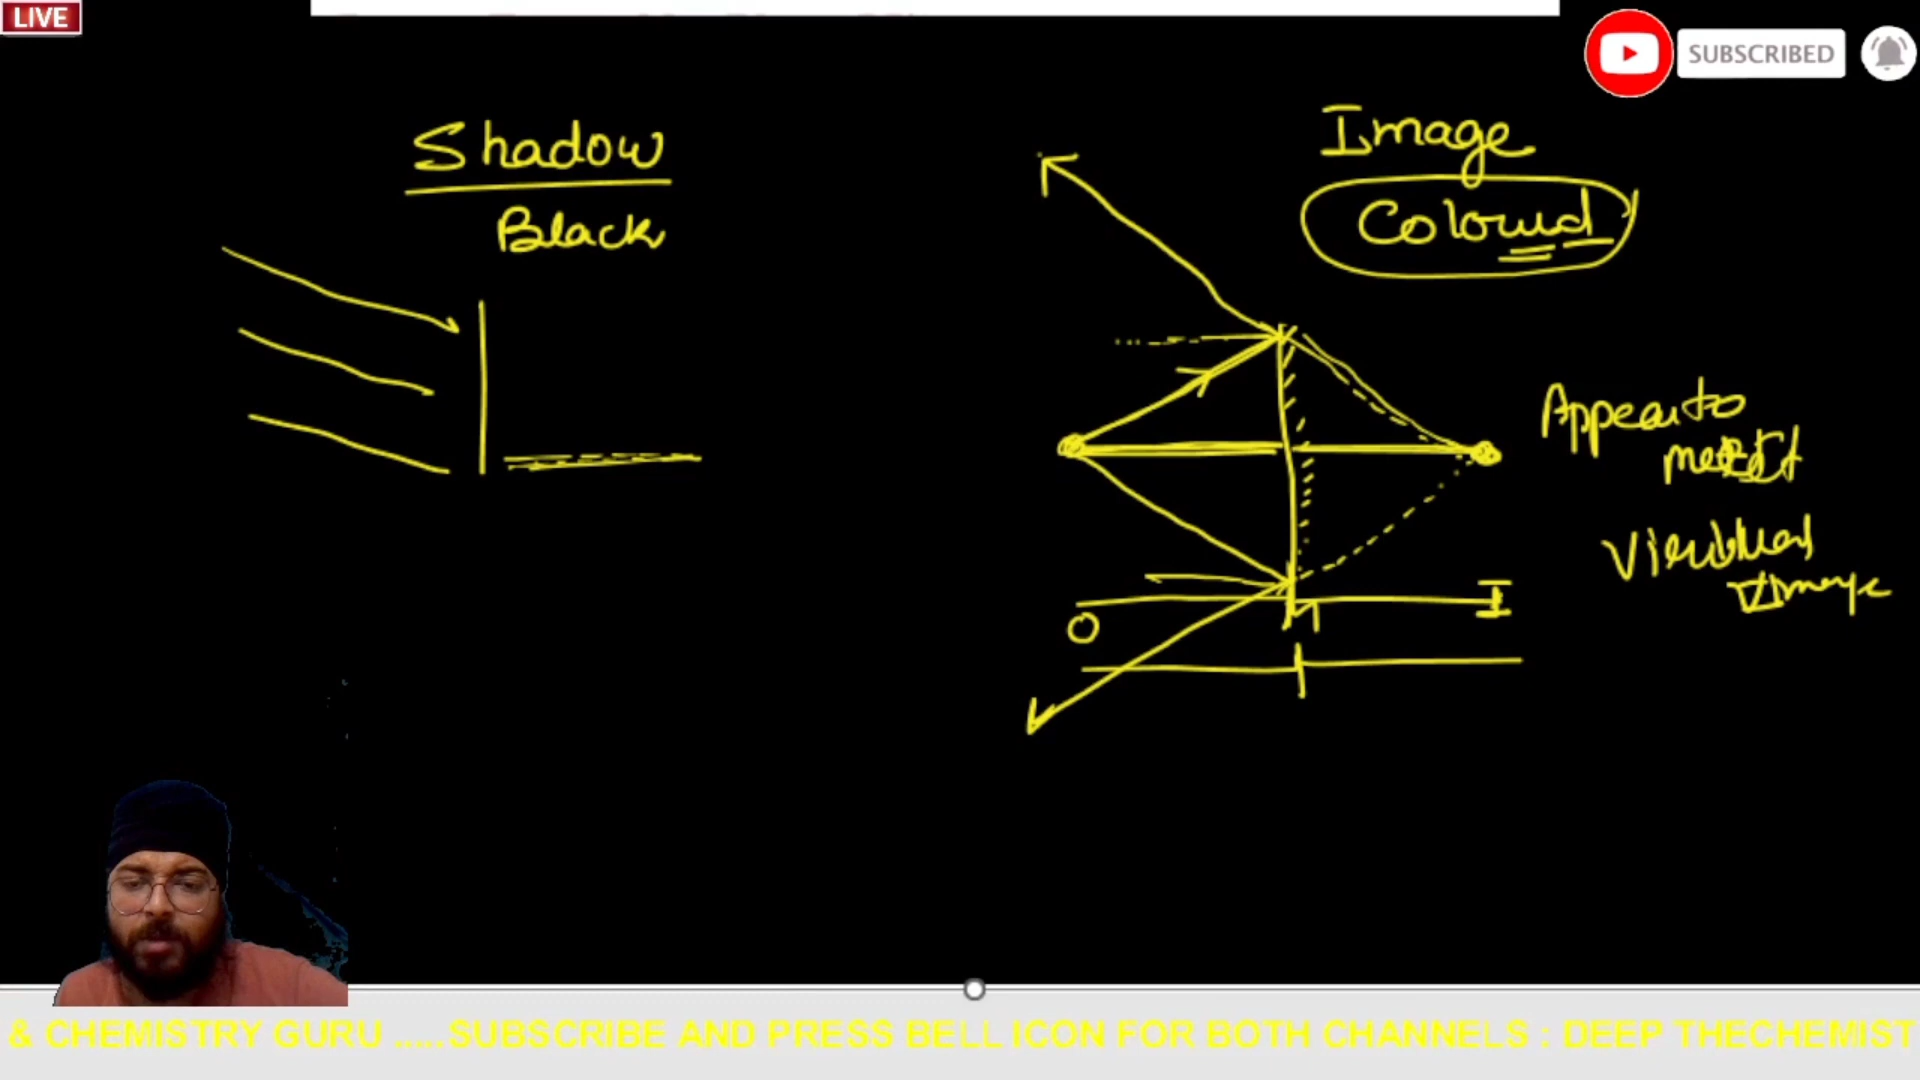 LIVE
SUBSCRIBED
Shadow
Black
Image
Coloured
Appear to
meet
Virtual
Image
O
I
& CHEMISTRY GURU .....SUBSCRIBE AND PRESS BELL ICON FOR BOTH CHANNELS : DEEP THECHEMIST